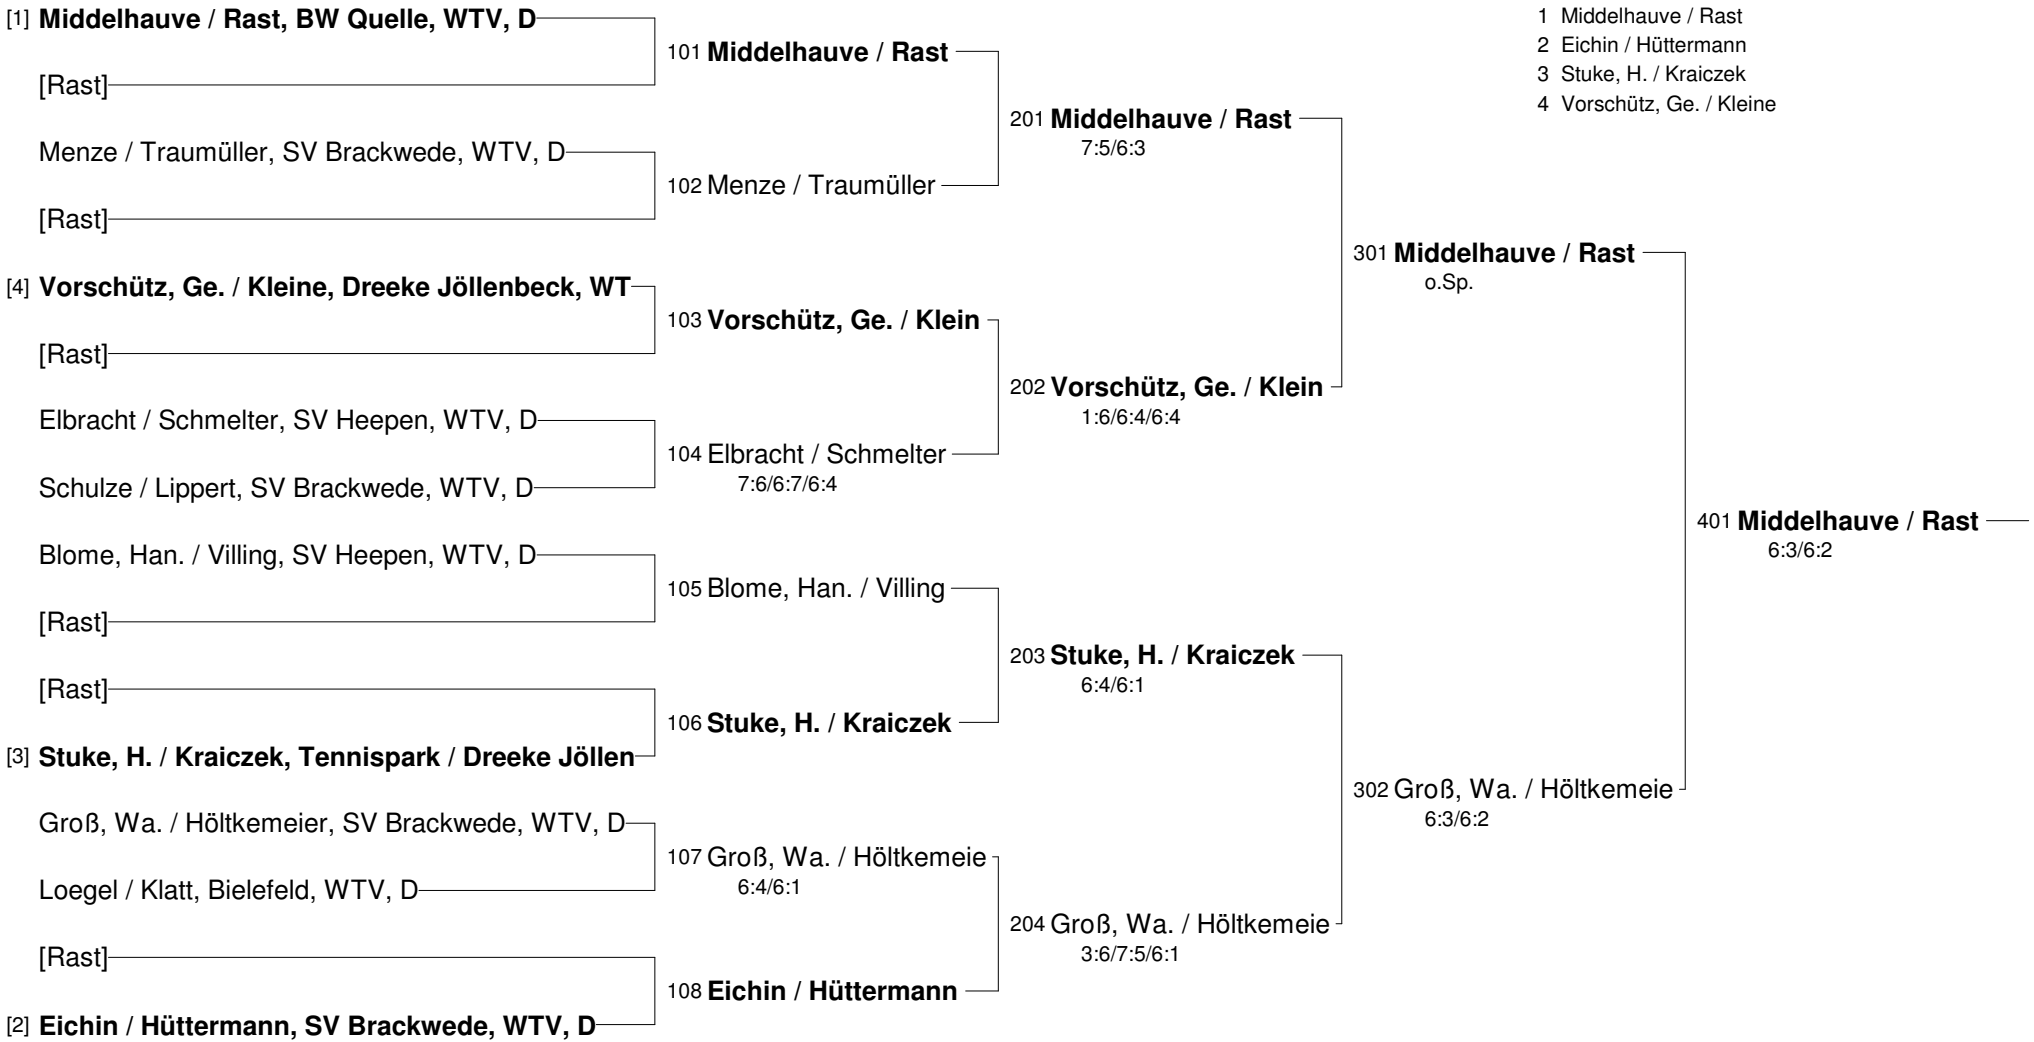 [1] Middelhauve / Rast, BW Quelle, WTV, D
[Rast]
Menze / Traumüller, SV Brackwede, WTV, D
[Rast]
[4] Vorschütz, Ge. / Kleine, Dreeke Jöllenbeck, WT
[Rast]
Elbracht / Schmelter, SV Heepen, WTV, D
Schulze / Lippert, SV Brackwede, WTV, D
Blome, Han. / Villing, SV Heepen, WTV, D
[Rast]
[Rast]
[3] Stuke, H. / Kraiczek, Tennispark / Dreeke Jöllen
Groß, Wa. / Höltkemeier, SV Brackwede, WTV, D
Loegel / Klatt, Bielefeld, WTV, D
[Rast]
[2] Eichin / Hüttermann, SV Brackwede, WTV, D
101 Middelhauve / Rast
102 Menze / Traumüller
103 Vorschütz, Ge. / Klein
104 Elbracht / Schmelter
7:6/6:7/6:4
105 Blome, Han. / Villing
106 Stuke, H. / Kraiczek
107 Groß, Wa. / Höltkemeie
6:4/6:1
108 Eichin / Hüttermann
201 Middelhauve / Rast
7:5/6:3
202 Vorschütz, Ge. / Klein
1:6/6:4/6:4
203 Stuke, H. / Kraiczek
6:4/6:1
204 Groß, Wa. / Höltkemeie
3:6/7:5/6:1
301 Middelhauve / Rast
o.Sp.
302 Groß, Wa. / Höltkemeie
6:3/6:2
401 Middelhauve / Rast
6:3/6:2
1 Middelhauve / Rast
2 Eichin / Hüttermann
3 Stuke, H. / Kraiczek
4 Vorschütz, Ge. / Kleine